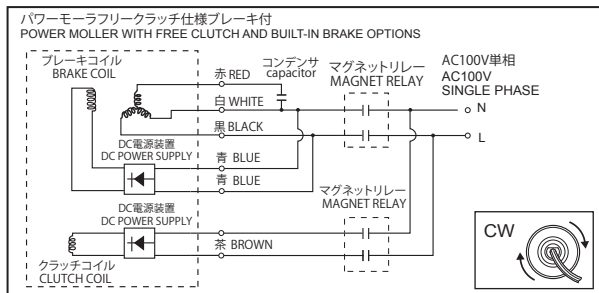 パワーモーラフリークラッチ仕様ブレーキ付
POWER MOLLER WITH FREE CLUTCH AND BUILT-IN BRAKE OPTIONS
ブレーキコイル
BRAKE COIL
赤 RED
コンデンサ
capacitor
マグネットリレー
MAGNET RELAY
AC100V単相
AC100V
SINGLE PHASE
白 WHITE
N
黒 BLACK
L
DC電源装置
DC POWER SUPPLY
青 BLUE
青 BLUE
DC電源装置
DC POWER SUPPLY
マグネットリレー
MAGNET RELAY
茶 BROWN
クラッチコイル
CLUTCH COIL
CW